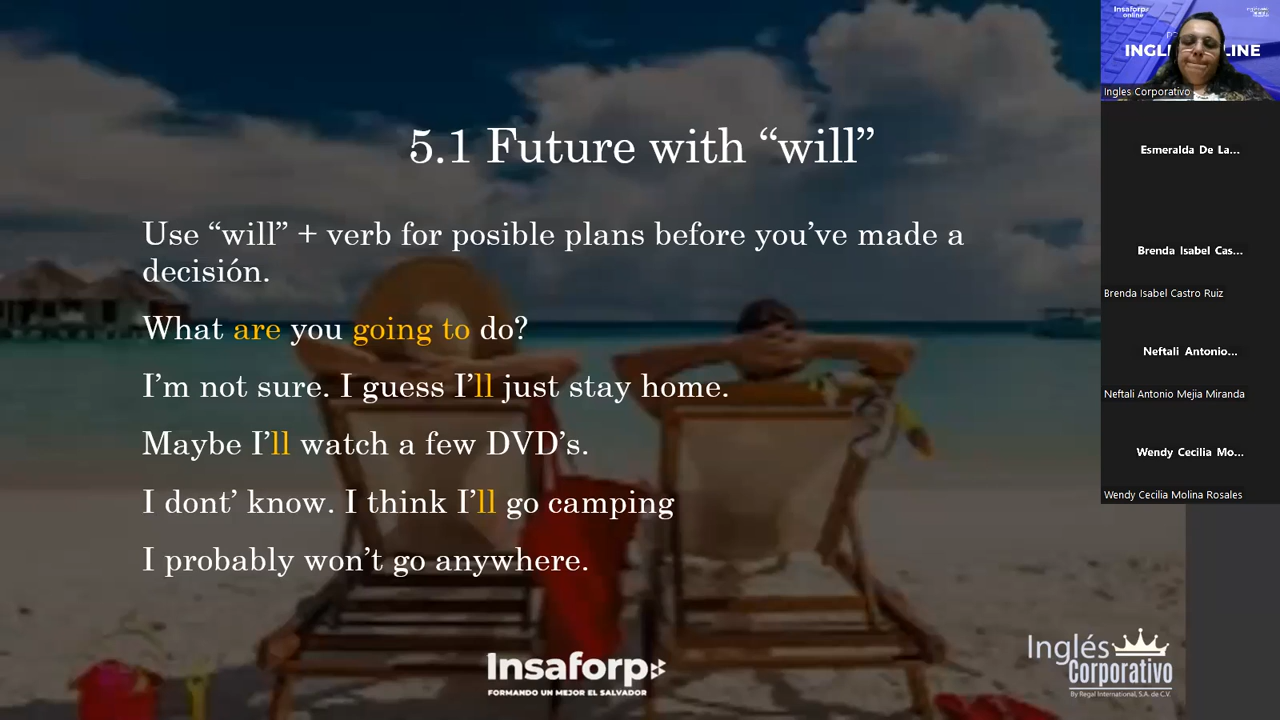 5.1 Future with “will”
Use “will” + verb for posible plans before you’ve made a
decisión.
What are you going to do?
I’m not sure. I guess I’ll just stay home.
Maybe I’ll watch a few DVD’s.
I dont’ know. I think I’ll go camping
I probably won’t go anywhere.
Insaforp
FORMANDO UN MEJOR EL SALVADOR
Inglés
Corporativo
By Regal International, S.A. de C.V.
Insaforp
online
INGL LINE
Ingles Corporativo
Esmeralda De La...
Brenda Isabel Cas...
Brenda Isabel Castro Ruiz
Neftali Antonio...
Neftali Antonio Mejia Miranda
Wendy Cecilia Mo...
Wendy Cecilia Molina Rosales